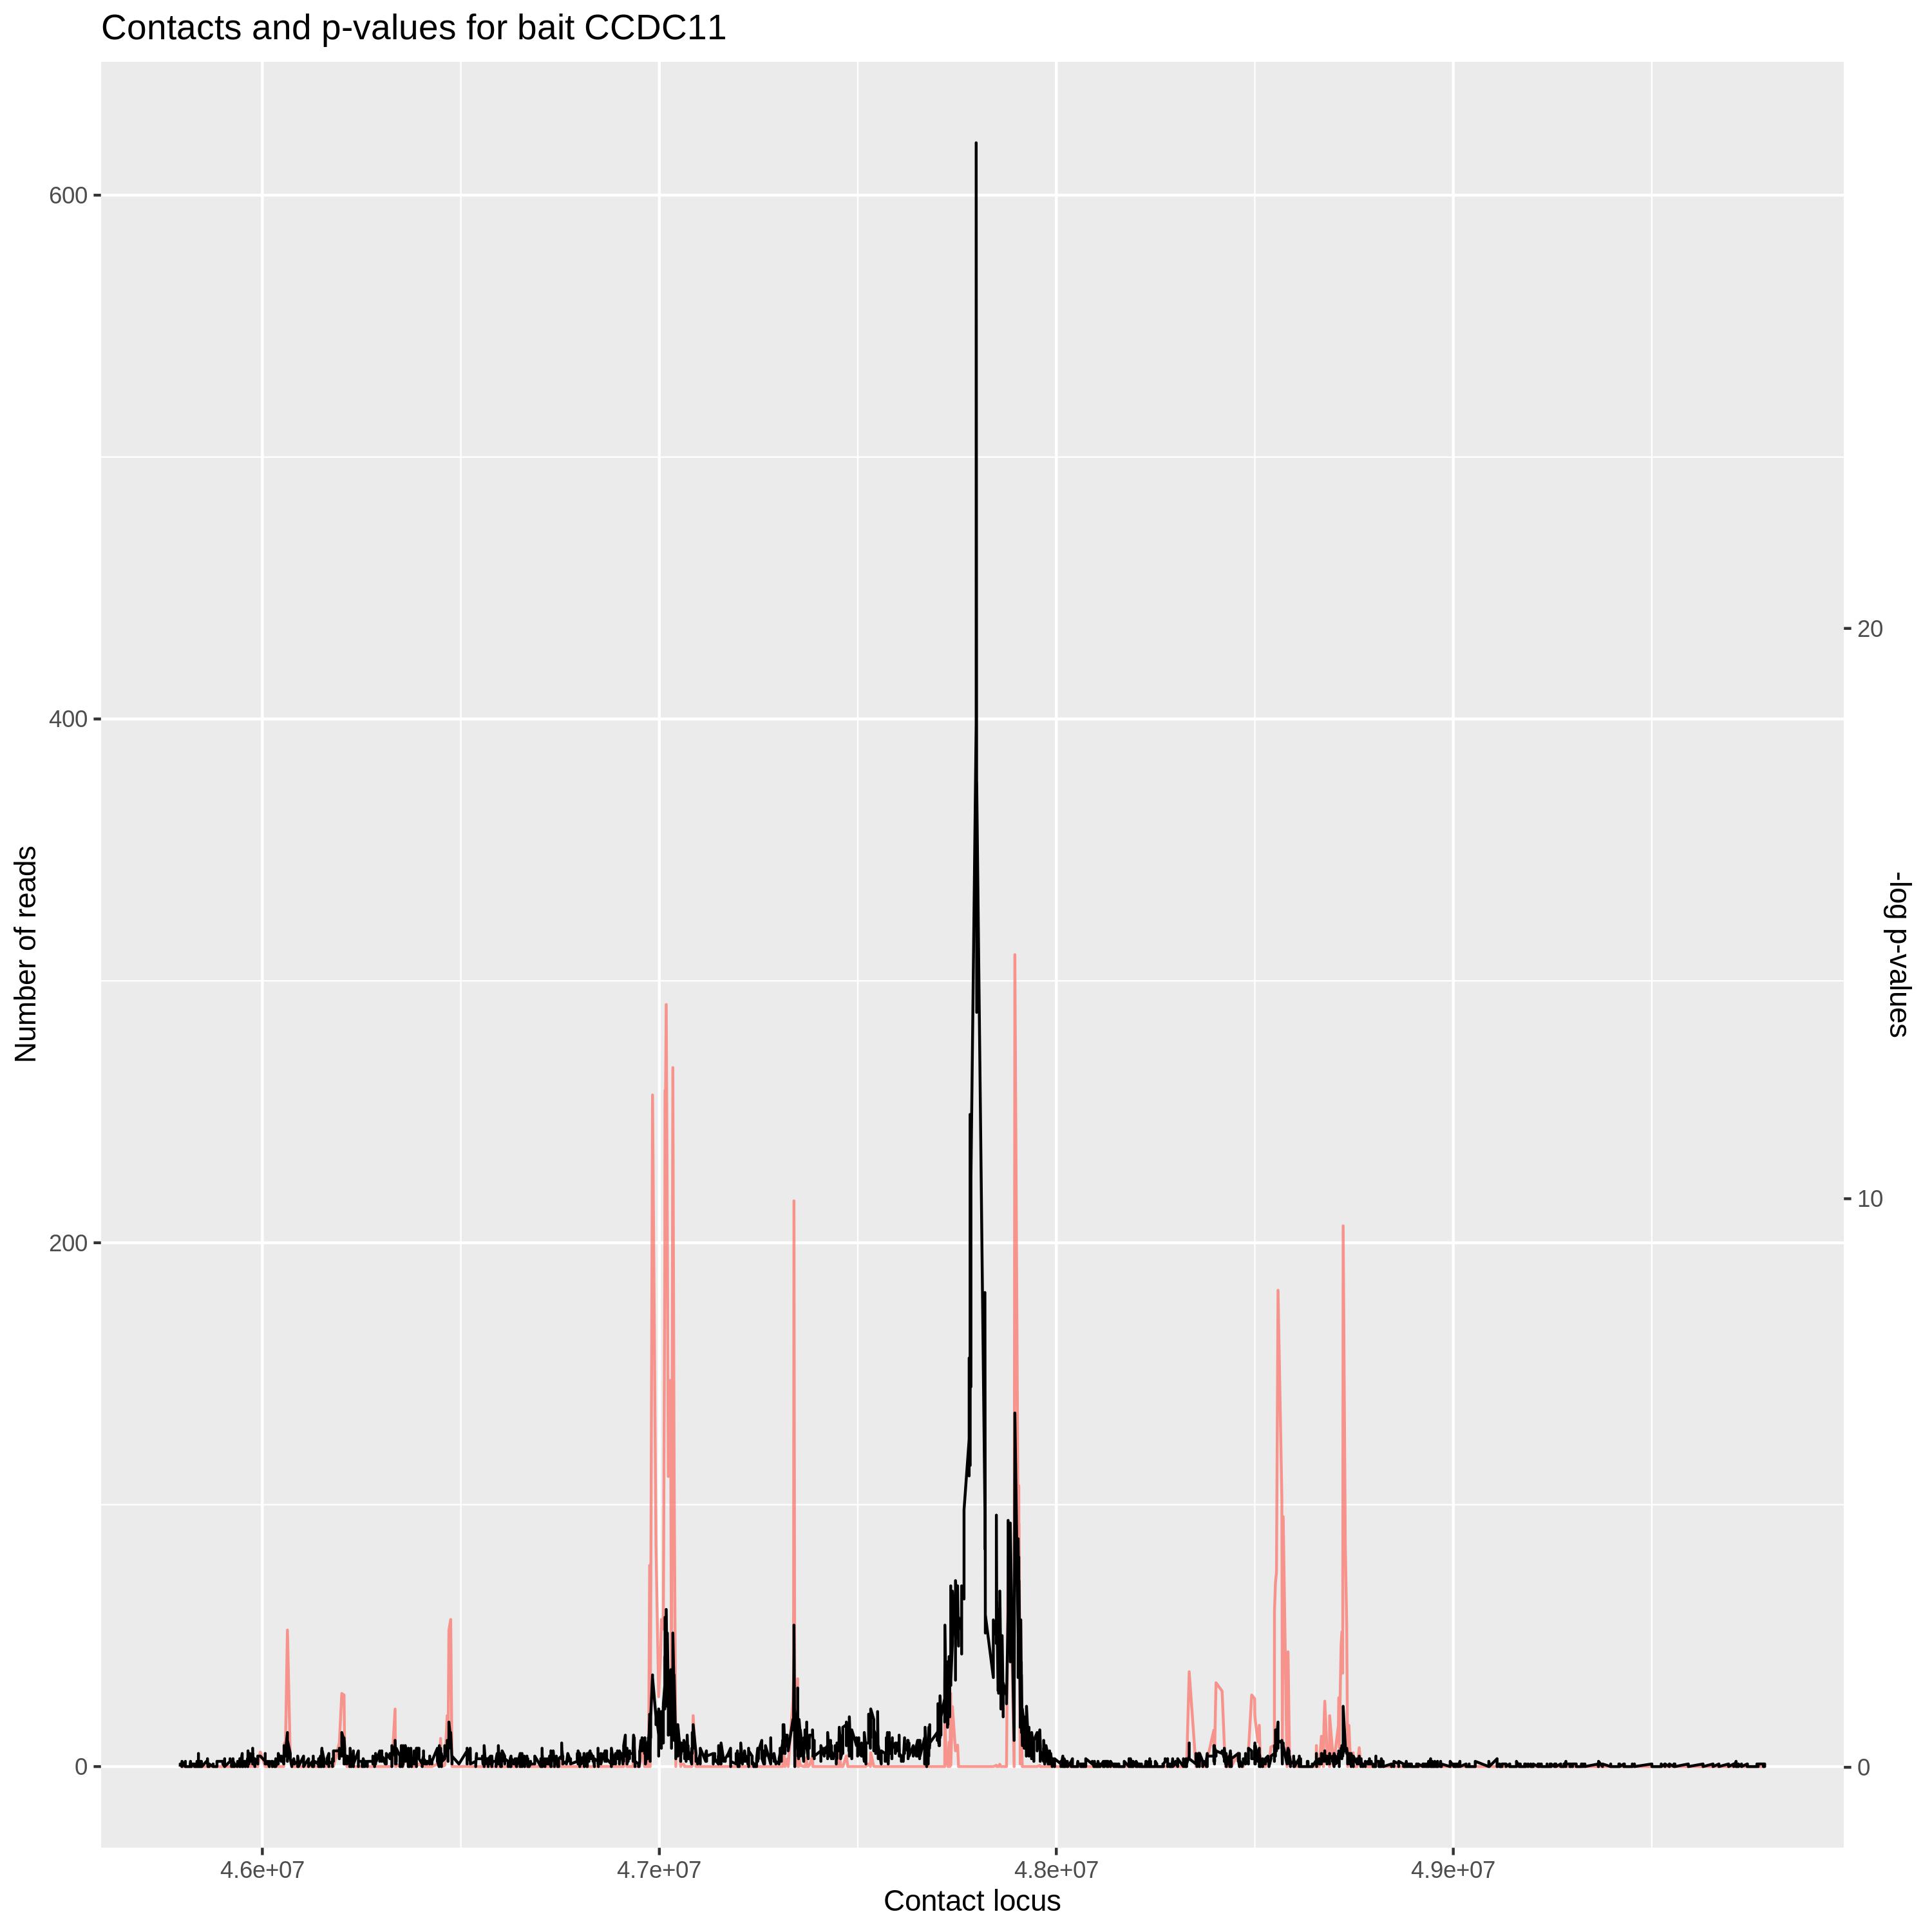 Contacts and p-values for bait CCDC11
600
400
200
0
Number of reads
20
10
0
-log p-values
4.6e+07
4.7e+07
4.8e+07
4.9e+07
Contact locus